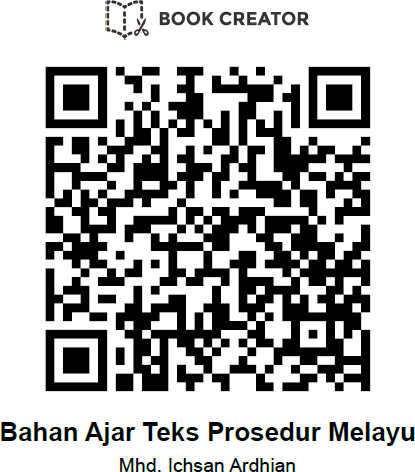 BOOK CREATOR
Bahan Ajar Teks Prosedur Melayu
Mhd. Ichsan Ardhian